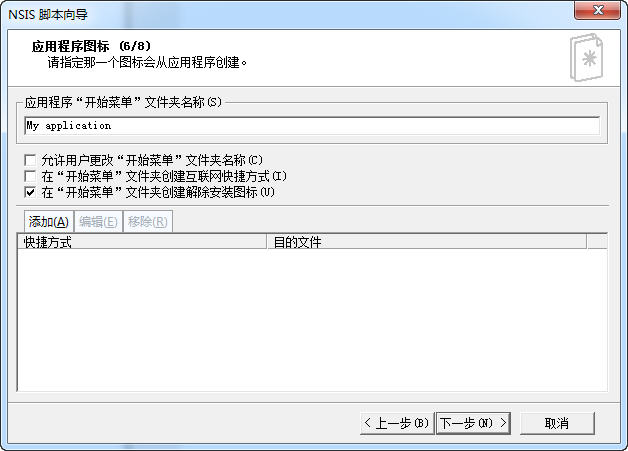 NSIS 脚本向导
应用程序图标 (6/8)
请指定那一个图标会从应用程序创建。
应用程序“开始菜单”文件夹名称(S)
My application
允许用户更改“开始菜单”文件夹名称(C)
在“开始菜单”文件夹创建互联网快捷方式(I)
在“开始菜单”文件夹创建解除安装图标(U)
添加(A) 编辑(E) 移除(R)
快捷方式 目的文件
< 上一步(B) 下一步(N) > 取消